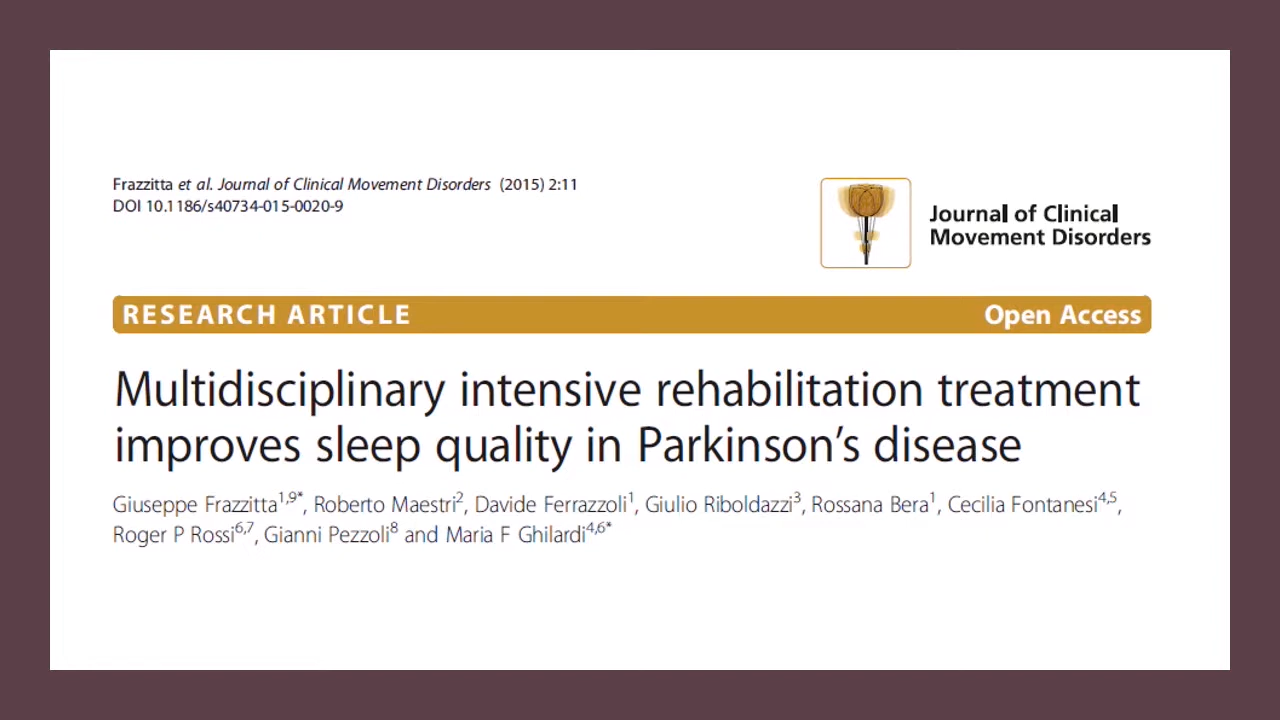 Frazzitta et al. Journal of Clinical Movement Disorders (2015) 2:11
DOI 10.1186/s40734-015-0020-9
Journal of Clinical
Movement Disorders
RESEARCH ARTICLE
Open Access
Multidisciplinary intensive rehabilitation treatment
improves sleep quality in Parkinson’s disease
Giuseppe Frazzitta1,9*, Roberto Maestri2, Davide Ferrazzoli1, Giulio Riboldazzi3, Rossana Bera1, Cecilia Fontanesi4,5,
Roger P Rossi6,7, Gianni Pezzoli8 and Maria F Ghilardi4,6*